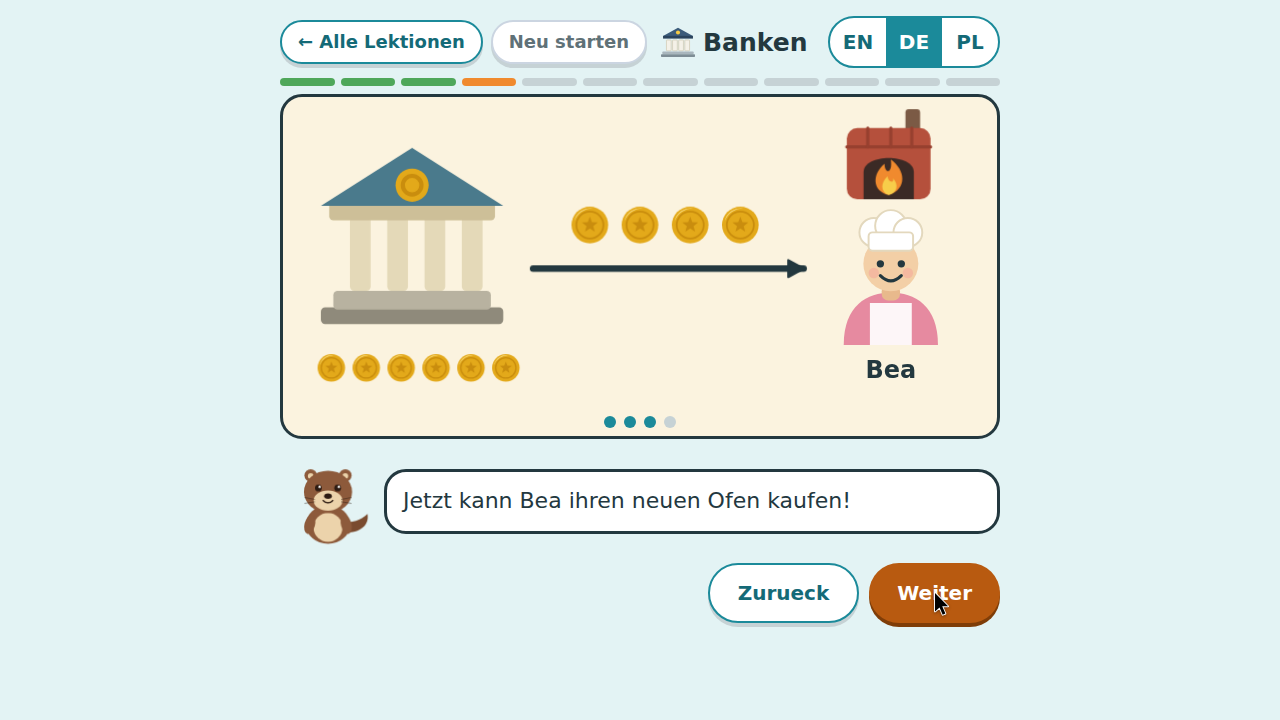 ← Alle Lektionen
Neu starten
Banken
EN DE PL
Bea
Jetzt kann Bea ihren neuen Ofen kaufen!
Zurueck
Weiter